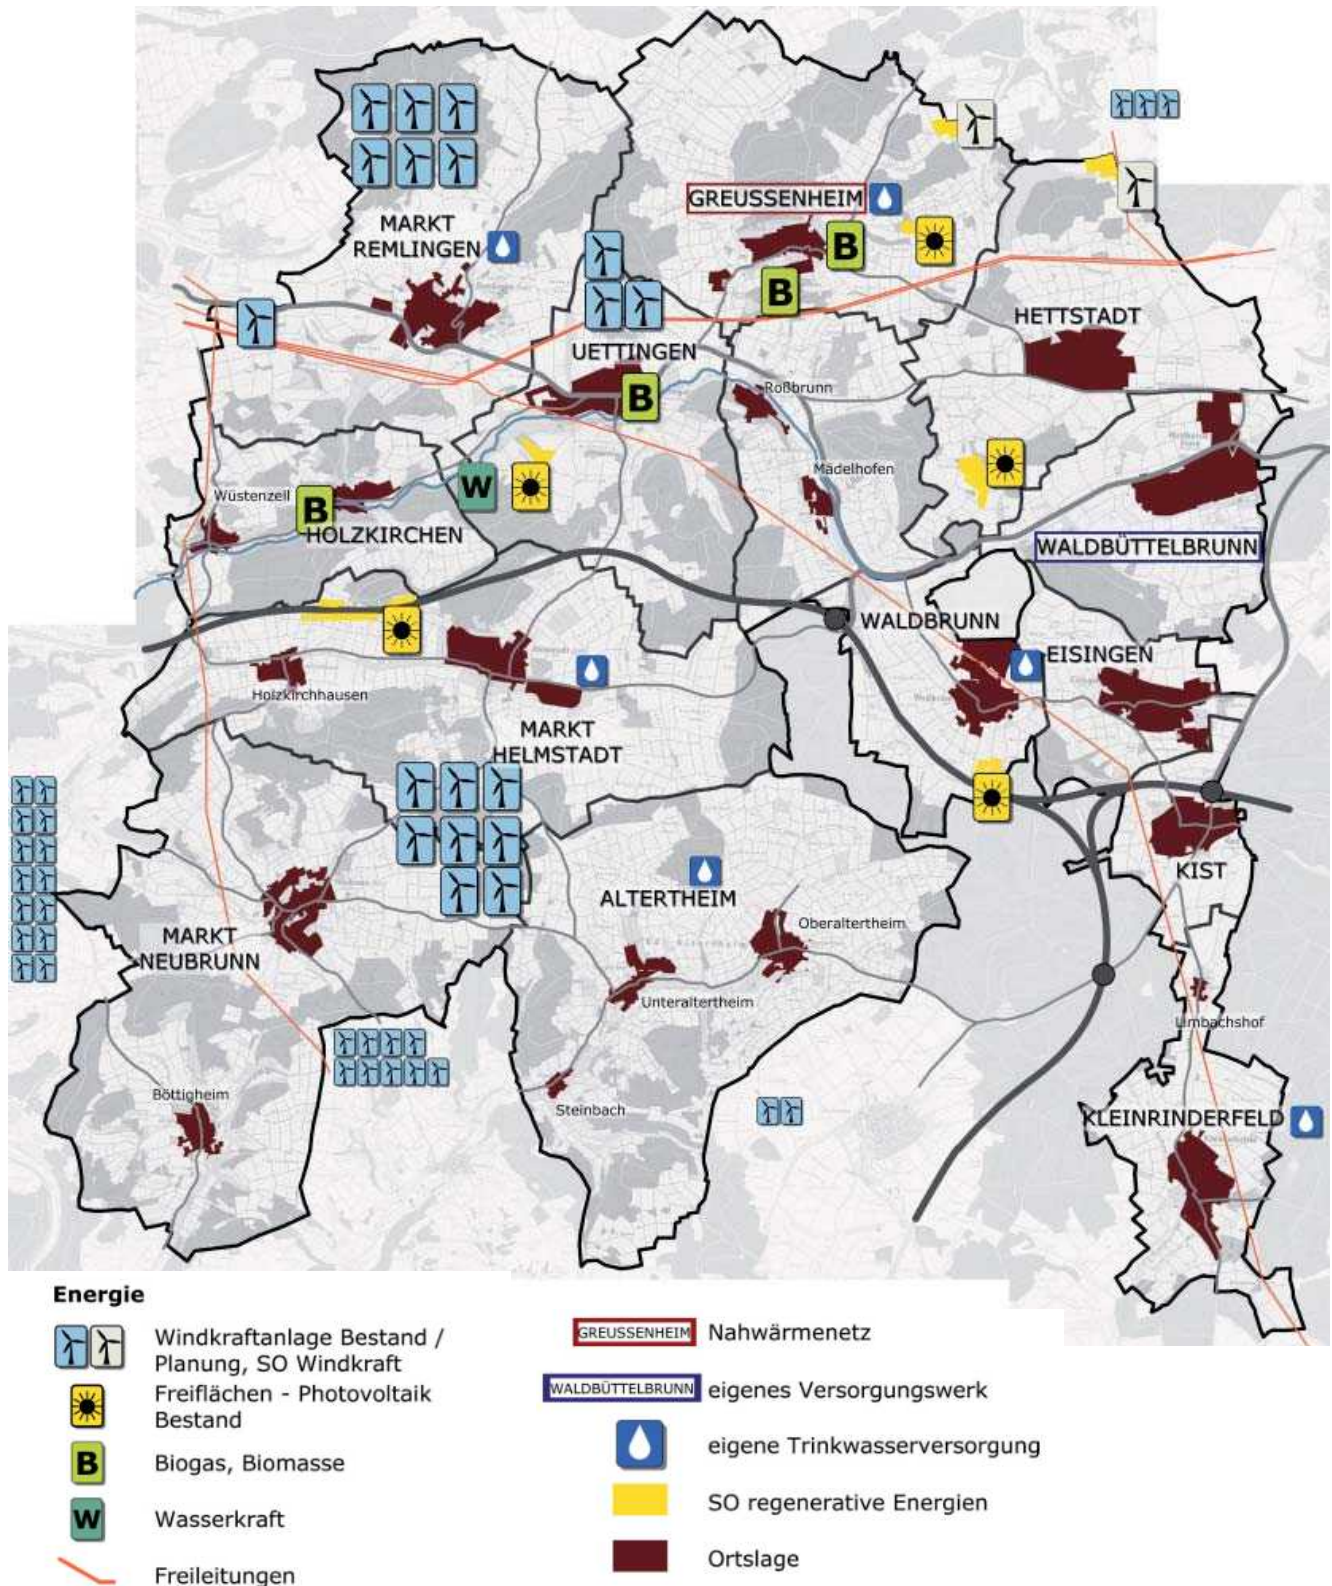 GREUSSENHEIM
MARKT
REMLINGEN
B
B
HETTSTADT
UETTINGEN
B
Roßbrunn
Mädelhofen
W
Wüstenzell
B
HOLZKIRCHEN
WALDBÜTTELBRUNN
WALDBRUNN
EISINGEN
Holzkirchhausen
MARKT
HELMSTADT
KIST
ALTERTHEIM
Oberaltertheim
MARKT
NEUBRUNN
Unteraltertheim
Limbachshof
Böttigheim
Steinbach
KLEINRINDERFELD
Energie
Windkraftanlage Bestand /
Planung, SO Windkraft
Freiflächen - Photovoltaik
Bestand
B Biogas, Biomasse
W Wasserkraft
Freileitungen
GREUSSENHEIM Nahwärmenetz
WALDBÜTTELBRUNN eigenes Versorgungswerk
eigene Trinkwasserversorgung
SO regenerative Energien
Ortslage